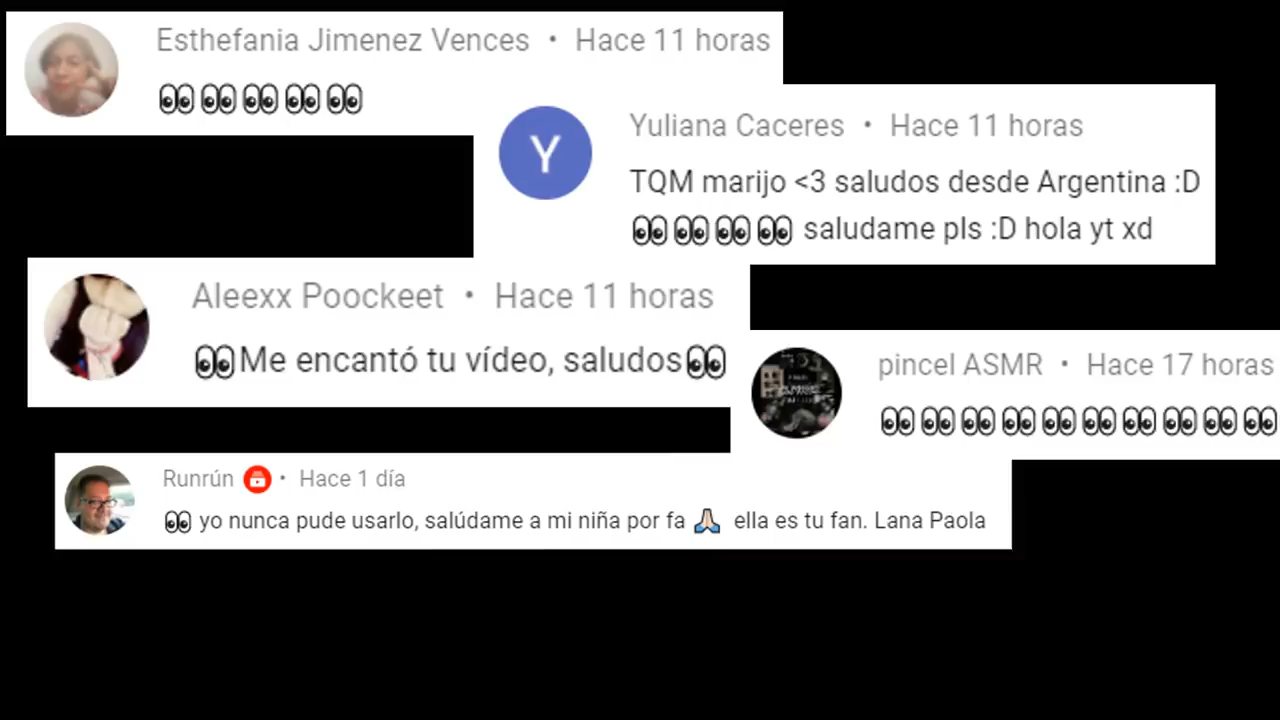 Esthefania Jimenez Vences • Hace 11 horas
👀👀👀👀👀
Y
Yuliana Caceres • Hace 11 horas
TQM marijo <3 saludos desde Argentina :D
👀👀👀👀 saludame pls :D hola yt xd
Aleexx Poockeet • Hace 11 horas
👀Me encantó tu vídeo, saludos👀
pincel ASMR • Hace 17 horas
👀👀👀👀👀👀👀👀👀👀
Runrún • Hace 1 día
👀 yo nunca pude usarlo, salúdame a mi niña por fa 🙏🏻 ella es tu fan. Lana Paola